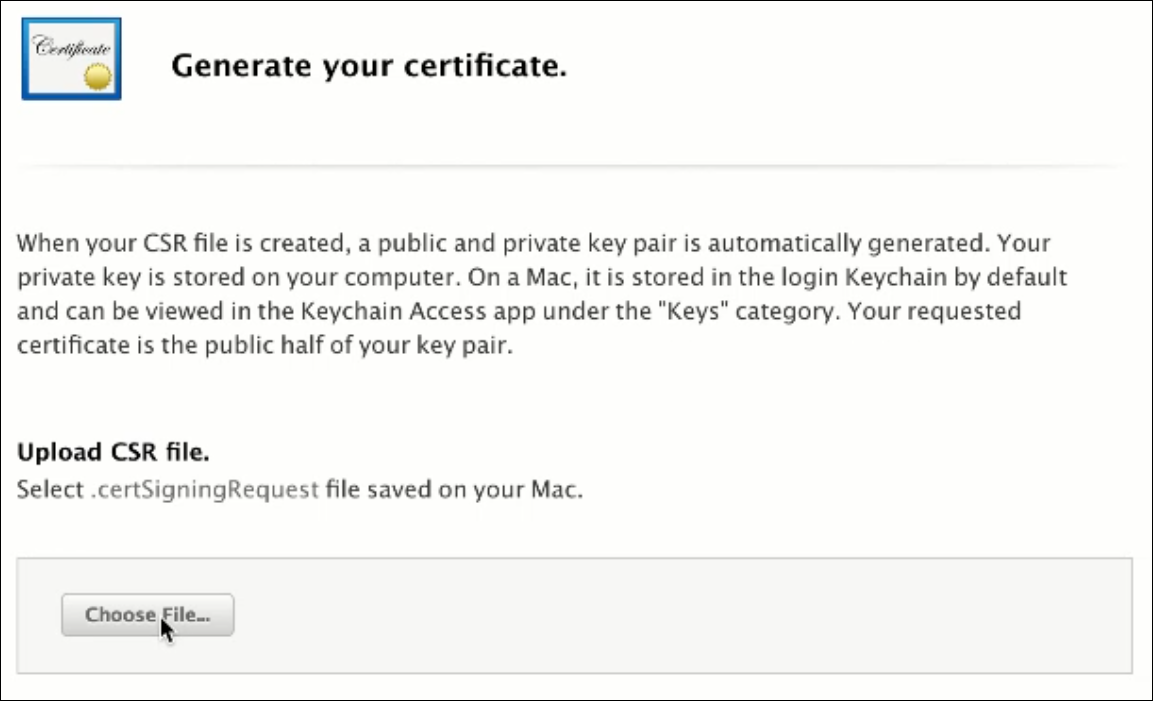 Certificate
Generate your certificate.
When your CSR file is created, a public and private key pair is automatically generated. Your
private key is stored on your computer. On a Mac, it is stored in the login Keychain by default
and can be viewed in the Keychain Access app under the "Keys" category. Your requested
certificate is the public half of your key pair.
Upload CSR file.
Select .certSigningRequest file saved on your Mac.
Choose File...